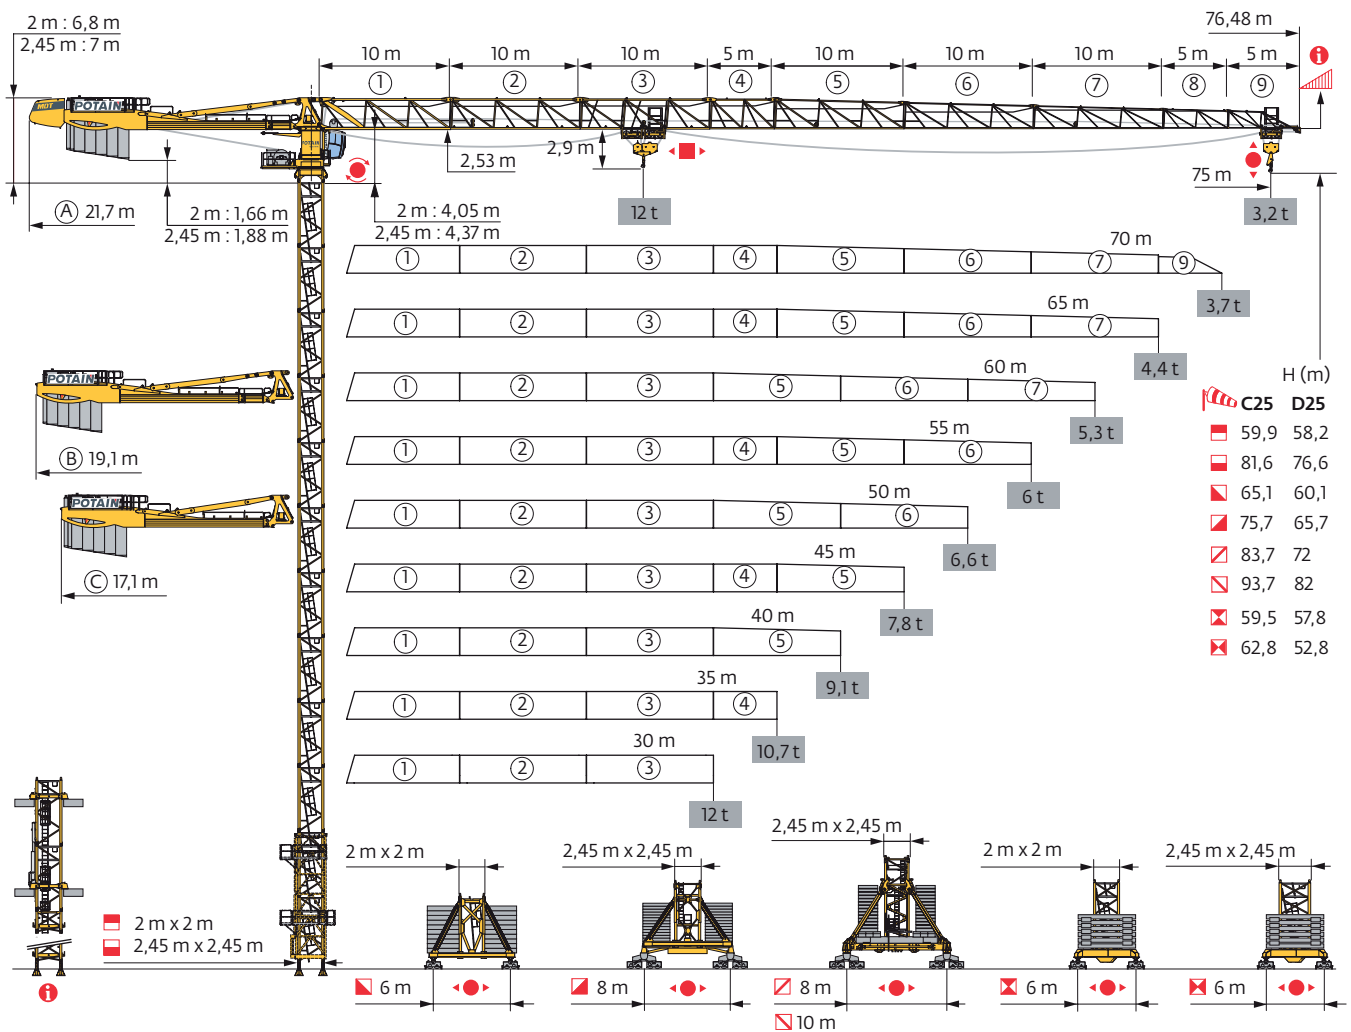 2 m : 6,8 m
2,45 m : 7 m
76,48 m
10 m 10 m 10 m 5 m 10 m 10 m 10 m 5 m 5 m
1 2 3 4 5 6 7 8 9
i
MDT POTAIN
POTAIN
2,53 m
2,9 m
75 m
A 21,7 m
2 m : 1,66 m
2,45 m : 1,88 m
2 m : 4,05 m
2,45 m : 4,37 m
12 t
3,2 t
70 m
1 2 3 4 5 6 7 9
3,7 t
65 m
1 2 3 4 5 6 7
4,4 t
60 m
1 2 3 5 6 7
5,3 t
55 m
1 2 3 4 5 6
6 t
50 m
1 2 3 5 6
6,6 t
45 m
1 2 3 4 5
7,8 t
40 m
1 2 3 5
9,1 t
35 m
1 2 3 4
10,7 t
30 m
1 2 3
12 t
POTAIN
B 19,1 m
POTAIN
C 17,1 m
H (m)
C25 D25
59,9 58,2
81,6 76,6
65,1 60,1
75,7 65,7
83,7 72
93,7 82
59,5 57,8
62,8 52,8
2 m x 2 m
2,45 m x 2,45 m
i
2 m x 2 m
6 m
2,45 m x 2,45 m
8 m
2,45 m x 2,45 m
8 m
10 m
2 m x 2 m
6 m
2,45 m x 2,45 m
6 m